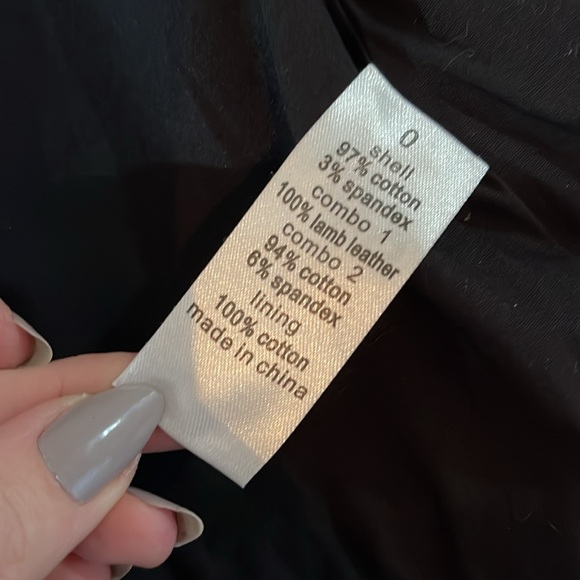 0
shell
97% cotton
3% spandex
combo 1
100% lamb leather
combo 2
94% cotton
6% spandex
lining
100% cotton
made in china